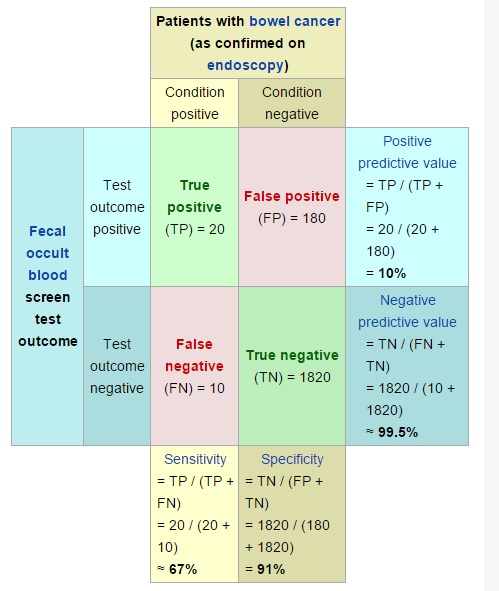 Patients with bowel cancer
(as confirmed on
endoscopy)
Condition
positive
Condition
negative
Fecal
occult
blood
screen
test
outcome
Test
outcome
positive
True
positive
(TP) = 20
False positive
(FP) = 180
Positive
predictive value
= TP / (TP +
FP)
= 20 / (20 +
180)
= 10%
Test
outcome
negative
False
negative
(FN) = 10
True negative
(TN) = 1820
Negative
predictive value
= TN / (FN +
TN)
= 1820 / (10 +
1820)
≈ 99.5%
Sensitivity
= TP / (TP +
FN)
= 20 / (20 +
10)
≈ 67%
Specificity
= TN / (FP +
TN)
= 1820 / (180
+ 1820)
= 91%